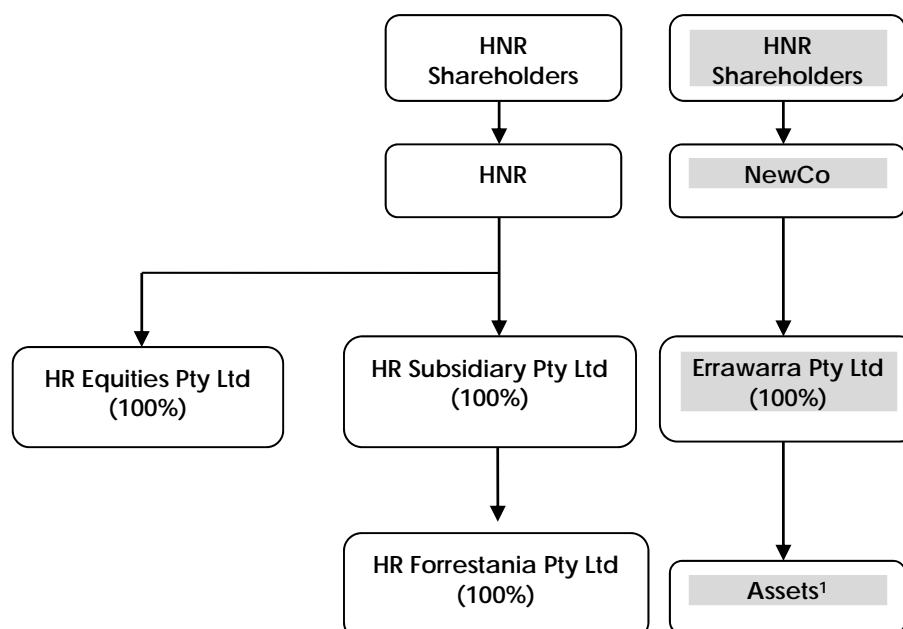 HNR
Shareholders
HNR
Shareholders
HNR
NewCo
HR Equities Pty Ltd
(100%)
HR Subsidiary Pty Ltd
(100%)
Errawarra Pty Ltd
(100%)
HR Forrestania Pty Ltd
(100%)
Assets¹